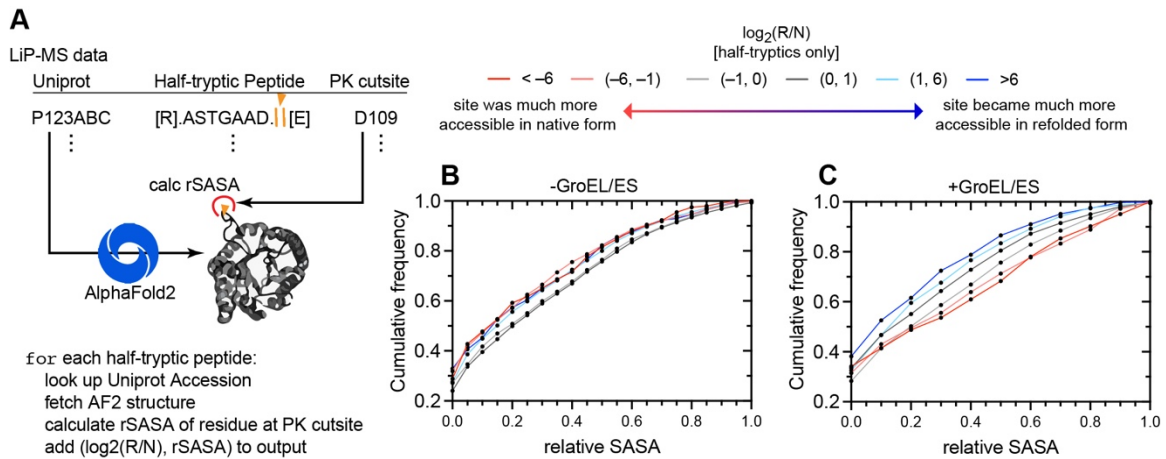 A
LiP-MS data
Uniprot Half-tryptic Peptide PK cutsite
P123ABC [R].ASTGAAD.||[E] D109
calc rSASA
AlphaFold2
for each half-tryptic peptide:
look up Uniprot Accession
fetch AF2 structure
calculate rSASA of residue at PK cutsite
add (log2(R/N), rSASA) to output
log₂(R/N)
[half-tryptics only]
< –6 (–6, –1) (–1, 0) (0, 1) (1, 6) >6
site was much more accessible in native form
site became much more accessible in refolded form
B
-GroEL/ES
Cumulative frequency
1.0
0.8
0.6
0.4
0.2
0.0 0.2 0.4 0.6 0.8 1.0
relative SASA
C
+GroEL/ES
Cumulative frequency
1.0
0.8
0.6
0.4
0.2
0.0 0.2 0.4 0.6 0.8 1.0
relative SASA